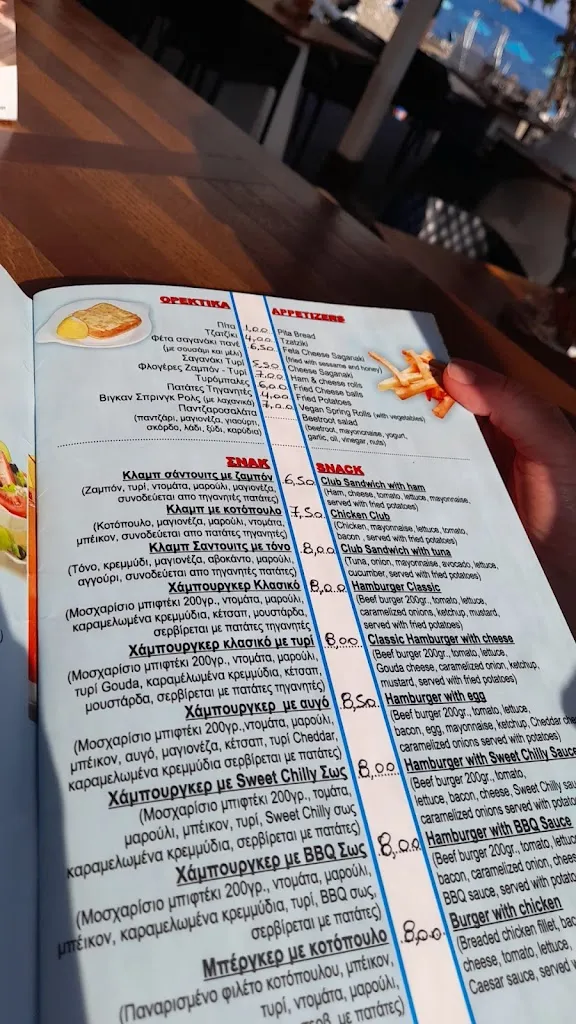 ΟΡΕΚΤΙΚΑ APPETIZERS
Πίτα 1,00 Pita Bread
Τζατζίκι 4,00 Tzatziki
Φέτα σαγανάκι πανέ 6,50 Feta Cheese Saganaki
(με σουσάμι και μέλι) (fried with sessame and honey)
Σαγανάκι Τυρί 5,50 Cheese Saganaki
Φλογέρες Ζαμπόν - Τυρί 7,00 Ham & cheese rolls
Τυρόμπαλες 6,00 Fried Cheese balls
Πατάτες Τηγανητές 4,00 Fried Potatoes
Βιγκαν Σπρινγκ Ρολς (με λαχανικά) 7,00 Vegan Spring Rolls (with vegetables)
Παντζαροσαλάτα Beetroot salad
(παντζάρι, μαγιονέζα, γιαούρτι, (beetroot, mayononaise, yogurt,
σκόρδο, λάδι, ξύδι, καρύδια) garlic, oil, vinegar, nuts)
ΣΝΑΚ SNACK
Κλαμπ σάντουιτς με ζαμπόν 6,50 Club Sandwich with ham
(Ζαμπόν, τυρί, ντομάτα, μαρούλι, μαγιονέζα, (Ham, cheese, tomato, lettuce, mayonnaise,
συνοδεύεται απο τηγανητές πατάτες) served with fried potatoes)
Κλαμπ με κοτόπουλο 7,50 Chicken Club
(Κοτόπουλο, μαγιονέζα, μαρούλι, ντομάτα, (Chicken, mayonnaise, lettuce, tomato,
μπέικον, συνοδεύεται απο πατάτες τηγανητές) bacon , served with fried potatoes)
Κλαμπ Σαντουιτς με τόνο 8,00 Club Sandwich with tuna
(Τόνο, κρεμμύδι, μαγιονέζα, αβοκάντο, μαρούλι, (Tuna, onion, mayonnaise, avocado, lettuce,
αγγούρι, συνοδεύεται απο τηγανητές πατάτες) cucumber, served with fried potatoes)
Χάμπουργκερ Κλασικό 8,00 Hamburger Classic
(Μοσχαρίσιο μπιφτέκι 200γρ., ντομάτα, μαρούλι, (Beef burger 200gr., tomato, lettuce,
καραμελωμένα κρεμμύδια, κέτσαπ, μουστάρδα, caramelized onions, ketchup, mustard,
σερβίρεται με πατάτες τηγανητές served with fried potatoes)
Χάμπουργκερ κλασικό με τυρί 8,00 Classic Hamburger with cheese
(Μοσχαρίσιο μπιφτέκι 200γρ., ντομάτα, μαρούλι, (Beef burger 200gr., tomato, lettuce,
τυρί Gouda, καραμελωμένα κρεμμύδια, κέτσαπ, Gouda cheese, caramelized onion, ketchup,
μουστάρδα, σερβίρεται με πατάτες τηγανητές) mustard, served with fried potatoes)
Χάμπουργκερ με αυγό 8,50 Hamburger with egg
(Μοσχαρίσιο μπιφτέκι 200γρ.,ντομάτα, μαρούλι, (Beef burger 200gr., tomato, lettuce,
μπέικον, αυγό, μαγιονέζα, κέτσαπ, τυρί Cheddar, bacon, egg, mayonnaise, ketchup, Cheddar
καραμελωμένα κρεμμύδια σερβίρεται με πατάτες) caramelized onions served with potatoes)
Χάμπουργκερ με Sweet Chilly Σως 8,00 Hamburger with Sweet Chilly Sauce
(Μοσχαρίσιο μπιφτέκι 200γρ., τομάτα, (Beef burger 200gr., tomato,
μαρούλι, μπέικον, τυρί, Sweet Chilly σως lettuce, bacon, cheese, Sweet Chilly
καραμελωμένα κρεμμύδια, σερβίρεται με πατάτες) caramelized onions served with
Χάμπουργκερ με BBQ Σως 8,00 Hamburger with BBQ Sauce
(Μοσχαρίσιο μπιφτέκι 200γρ., ντομάτα, μαρούλι, (Beef burger 200gr., tomato,
μπέικον, καραμελωμένα κρεμμύδια, τυρί, BBQ σως, bacon, caramelized onion,
σερβίρεται με πατάτες) BBQ sauce, served with
Μπέργκερ με κοτόπουλο 8,00 Burger with chicken
(Παναρισμένο φιλέτο κοτόπουλου, μπέικον, (Breaded chicken fillet,
τυρί, ντομάτα, μαρούλι, cheese, tomato, lettuce,
με πατάτες) Caesar sauce, served